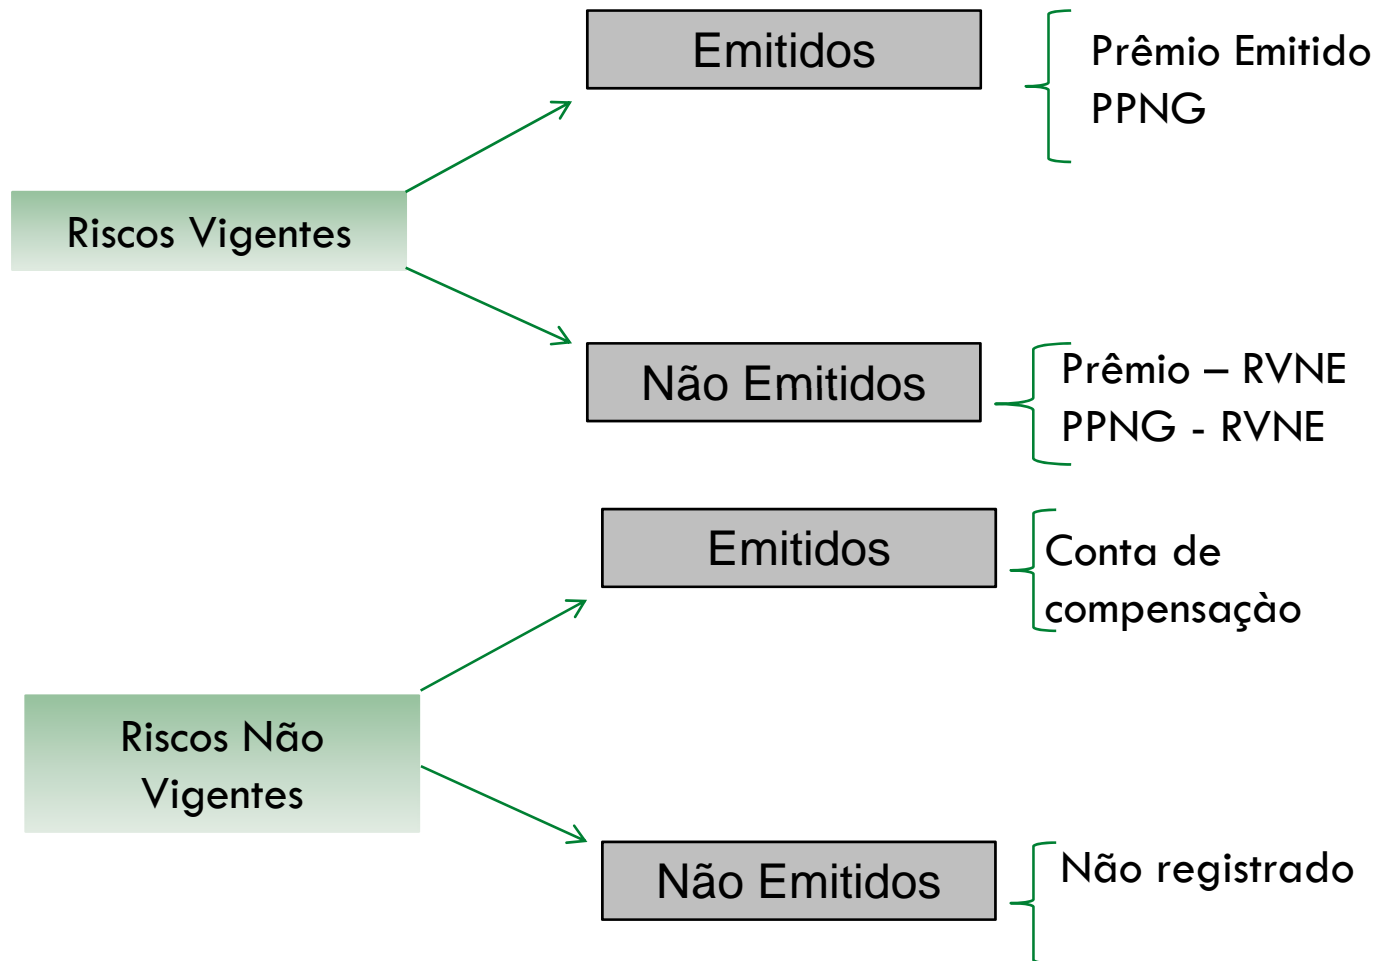 Emitidos
Prêmio Emitido
PPNG
Riscos Vigentes
Não Emitidos
Prêmio – RVNE
PPNG - RVNE
Emitidos
Conta de
compensaçào
Riscos Não
Vigentes
Não Emitidos
Não registrado